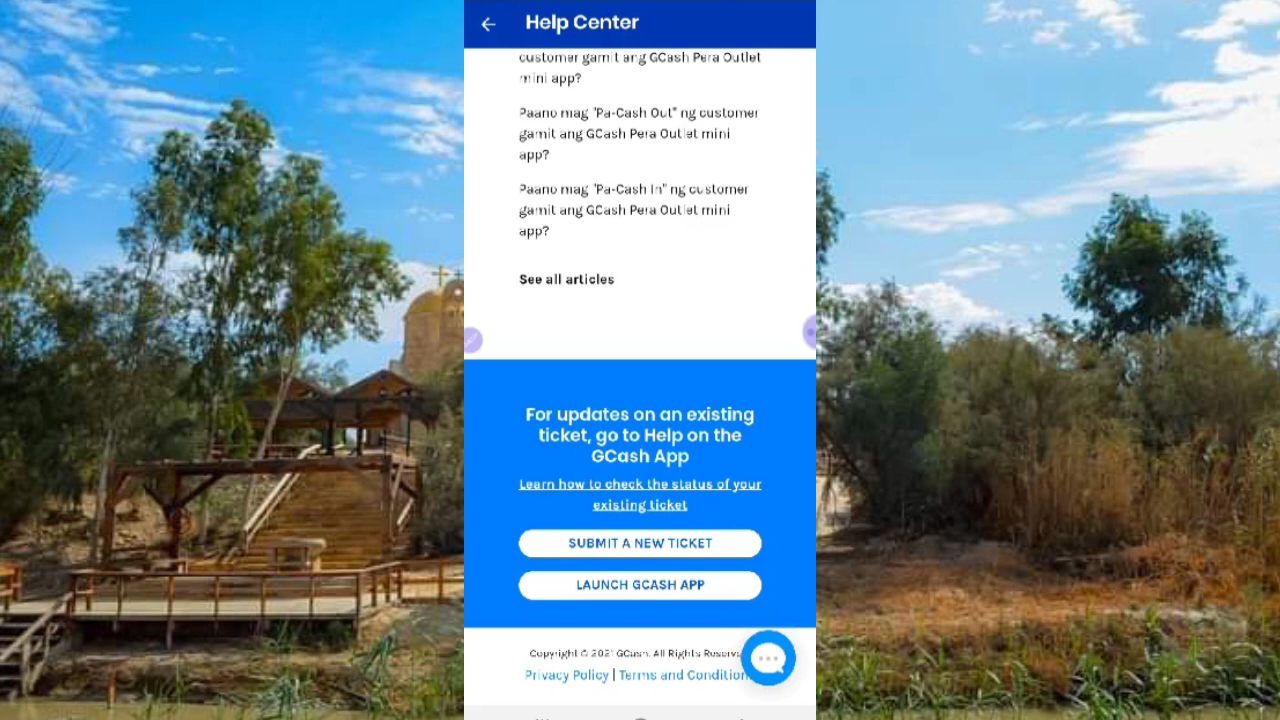 Help Center
customer gamit ang GCash Pera Outlet
mini app?
Paano mag "Pa-Cash Out" ng customer
gamit ang GCash Pera Outlet mini
app?
Paano mag "Pa-Cash In" ng customer
gamit ang GCash Pera Outlet mini
app?
See all articles
For updates on an existing
ticket, go to Help on the
GCash App
Learn how to check the status of your
existing ticket
SUBMIT A NEW TICKET
LAUNCH GCASH APP
Copyright © 2021 GCash. All Rights Reserv
Privacy Policy | Terms and Condition